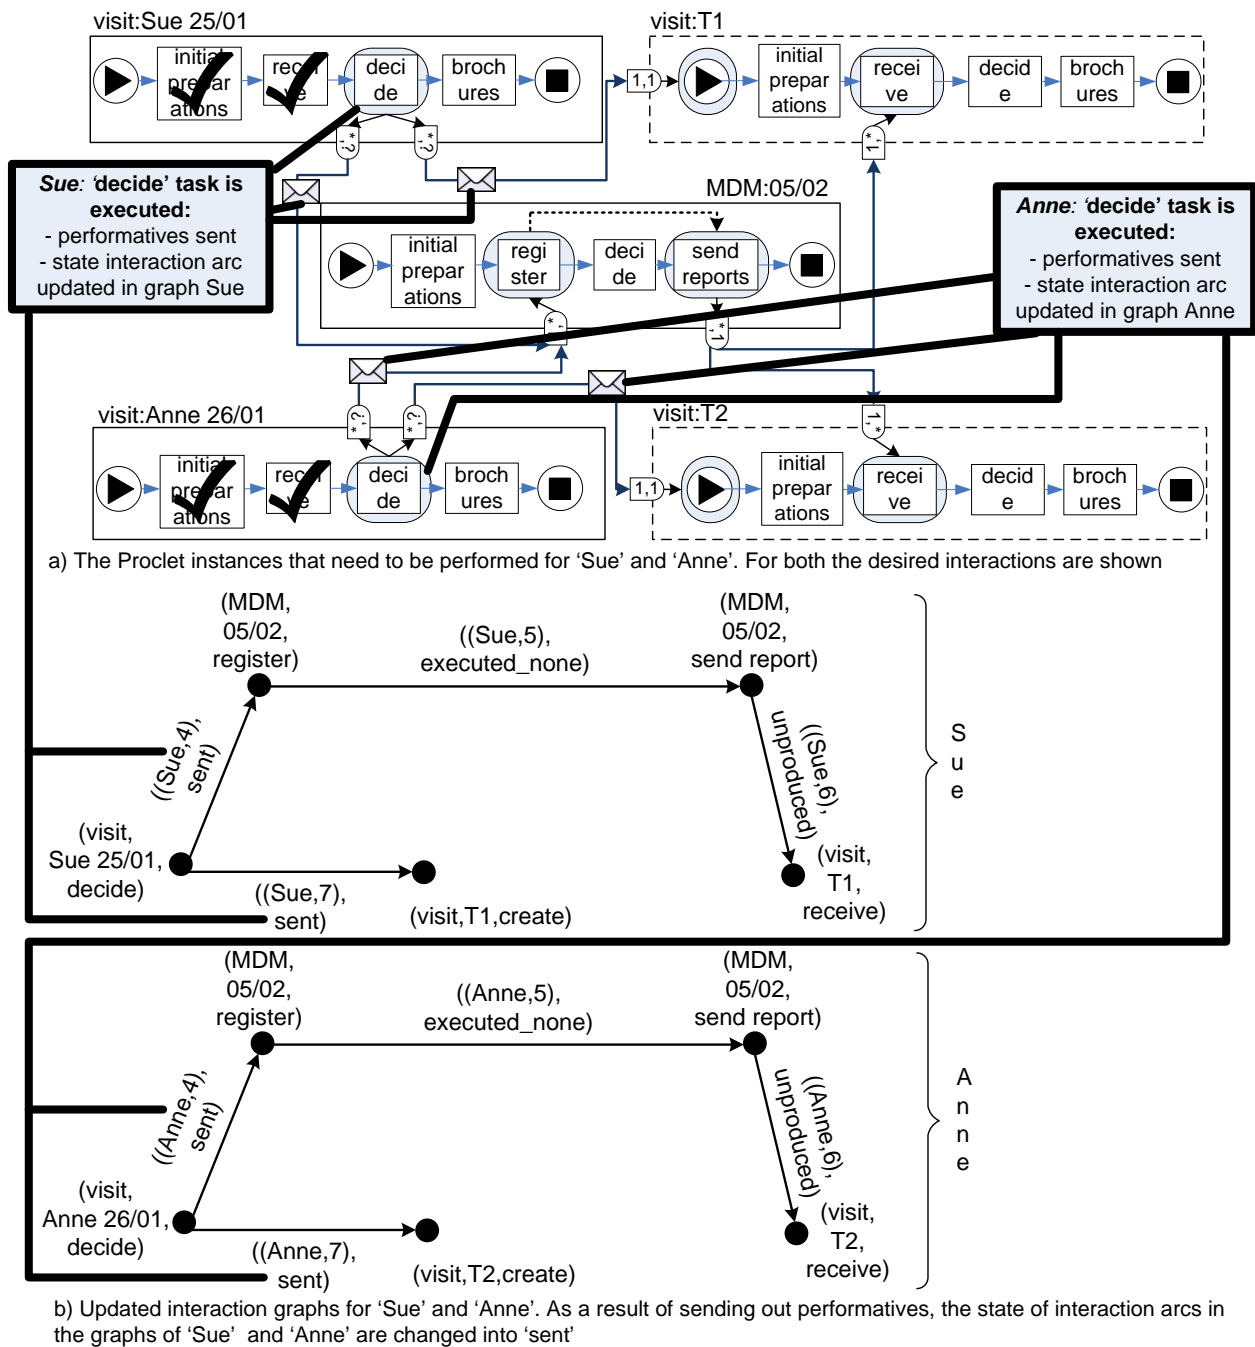 visit:Sue 25/01
initial
prepar
ations
recei
ve
deci
de
broch
ures
*,?
*,?
visit:T1
1,1
initial
prepar
ations
recei
ve
decid
e
broch
ures
1,*
Sue: ‘decide’ task is
executed:
- performatives sent
- state interaction arc
updated in graph Sue
MDM:05/02
initial
prepar
ations
regi
ster
deci
de
send
reports
*,1
Anne: ‘decide’ task is
executed:
- performatives sent
- state interaction arc
updated in graph Anne
visit:Anne 26/01
?,*
?,*
initial
prepar
ations
recei
ve
deci
de
broch
ures
visit:T2
1,*
1,1
initial
prepar
ations
recei
ve
decid
e
broch
ures
a) The Proclet instances that need to be performed for ‘Sue’ and ‘Anne’. For both the desired interactions are shown
(MDM,
05/02,
register)
((Sue,5),
executed_none)
(MDM,
05/02,
send report)
((Sue,4),
sent)
((Sue,6),
unproduced)
(visit,
Sue 25/01,
decide)
((Sue,7),
sent)
(visit,T1,create)
(visit,
T1,
receive)
S
u
e
(MDM,
05/02,
register)
((Anne,5),
executed_none)
(MDM,
05/02,
send report)
((Anne,4),
sent)
((Anne,6),
unproduced)
(visit,
Anne 26/01,
decide)
((Anne,7),
sent)
(visit,T2,create)
(visit,
T2,
receive)
A
n
n
e
b) Updated interaction graphs for ‘Sue’ and ‘Anne’. As a result of sending out performatives, the state of interaction arcs in
the graphs of ‘Sue’ and ‘Anne’ are changed into ‘sent’